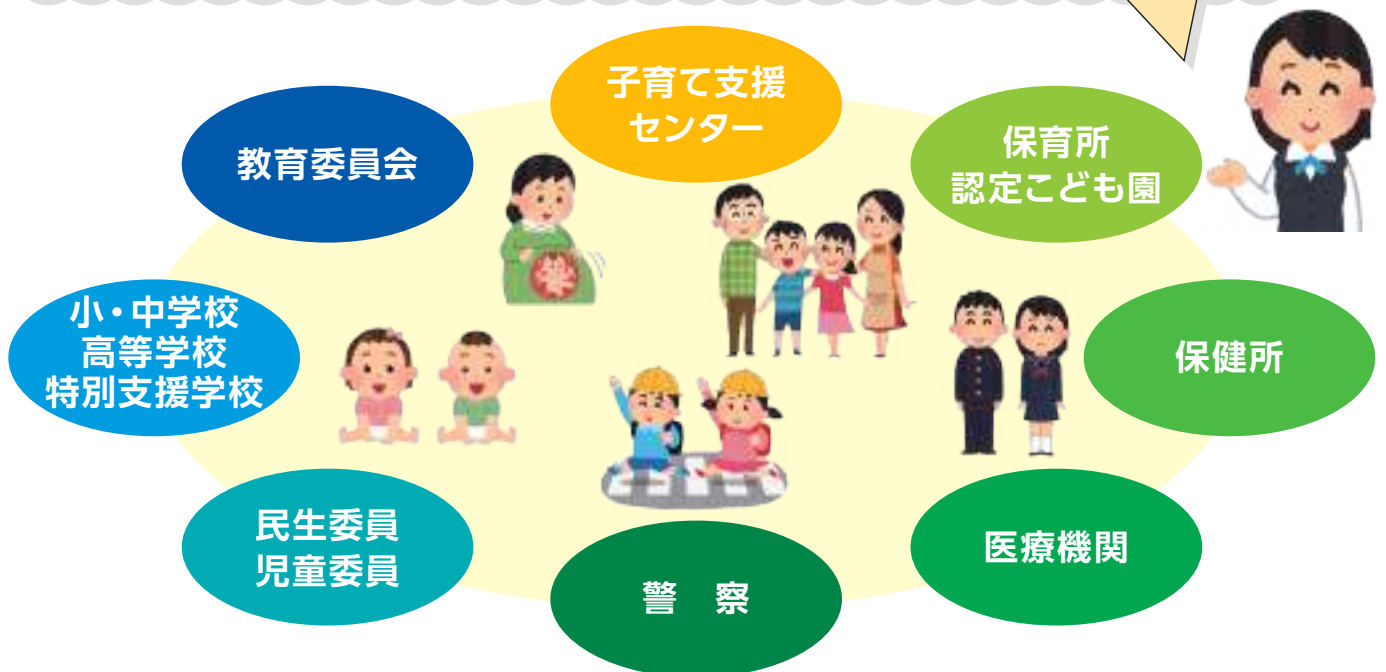 子育て支援
センター
教育委員会
保育所
認定こども園
小・中学校
高等学校
特別支援学校
保健所
民生委員
児童委員
医療機関
警　察